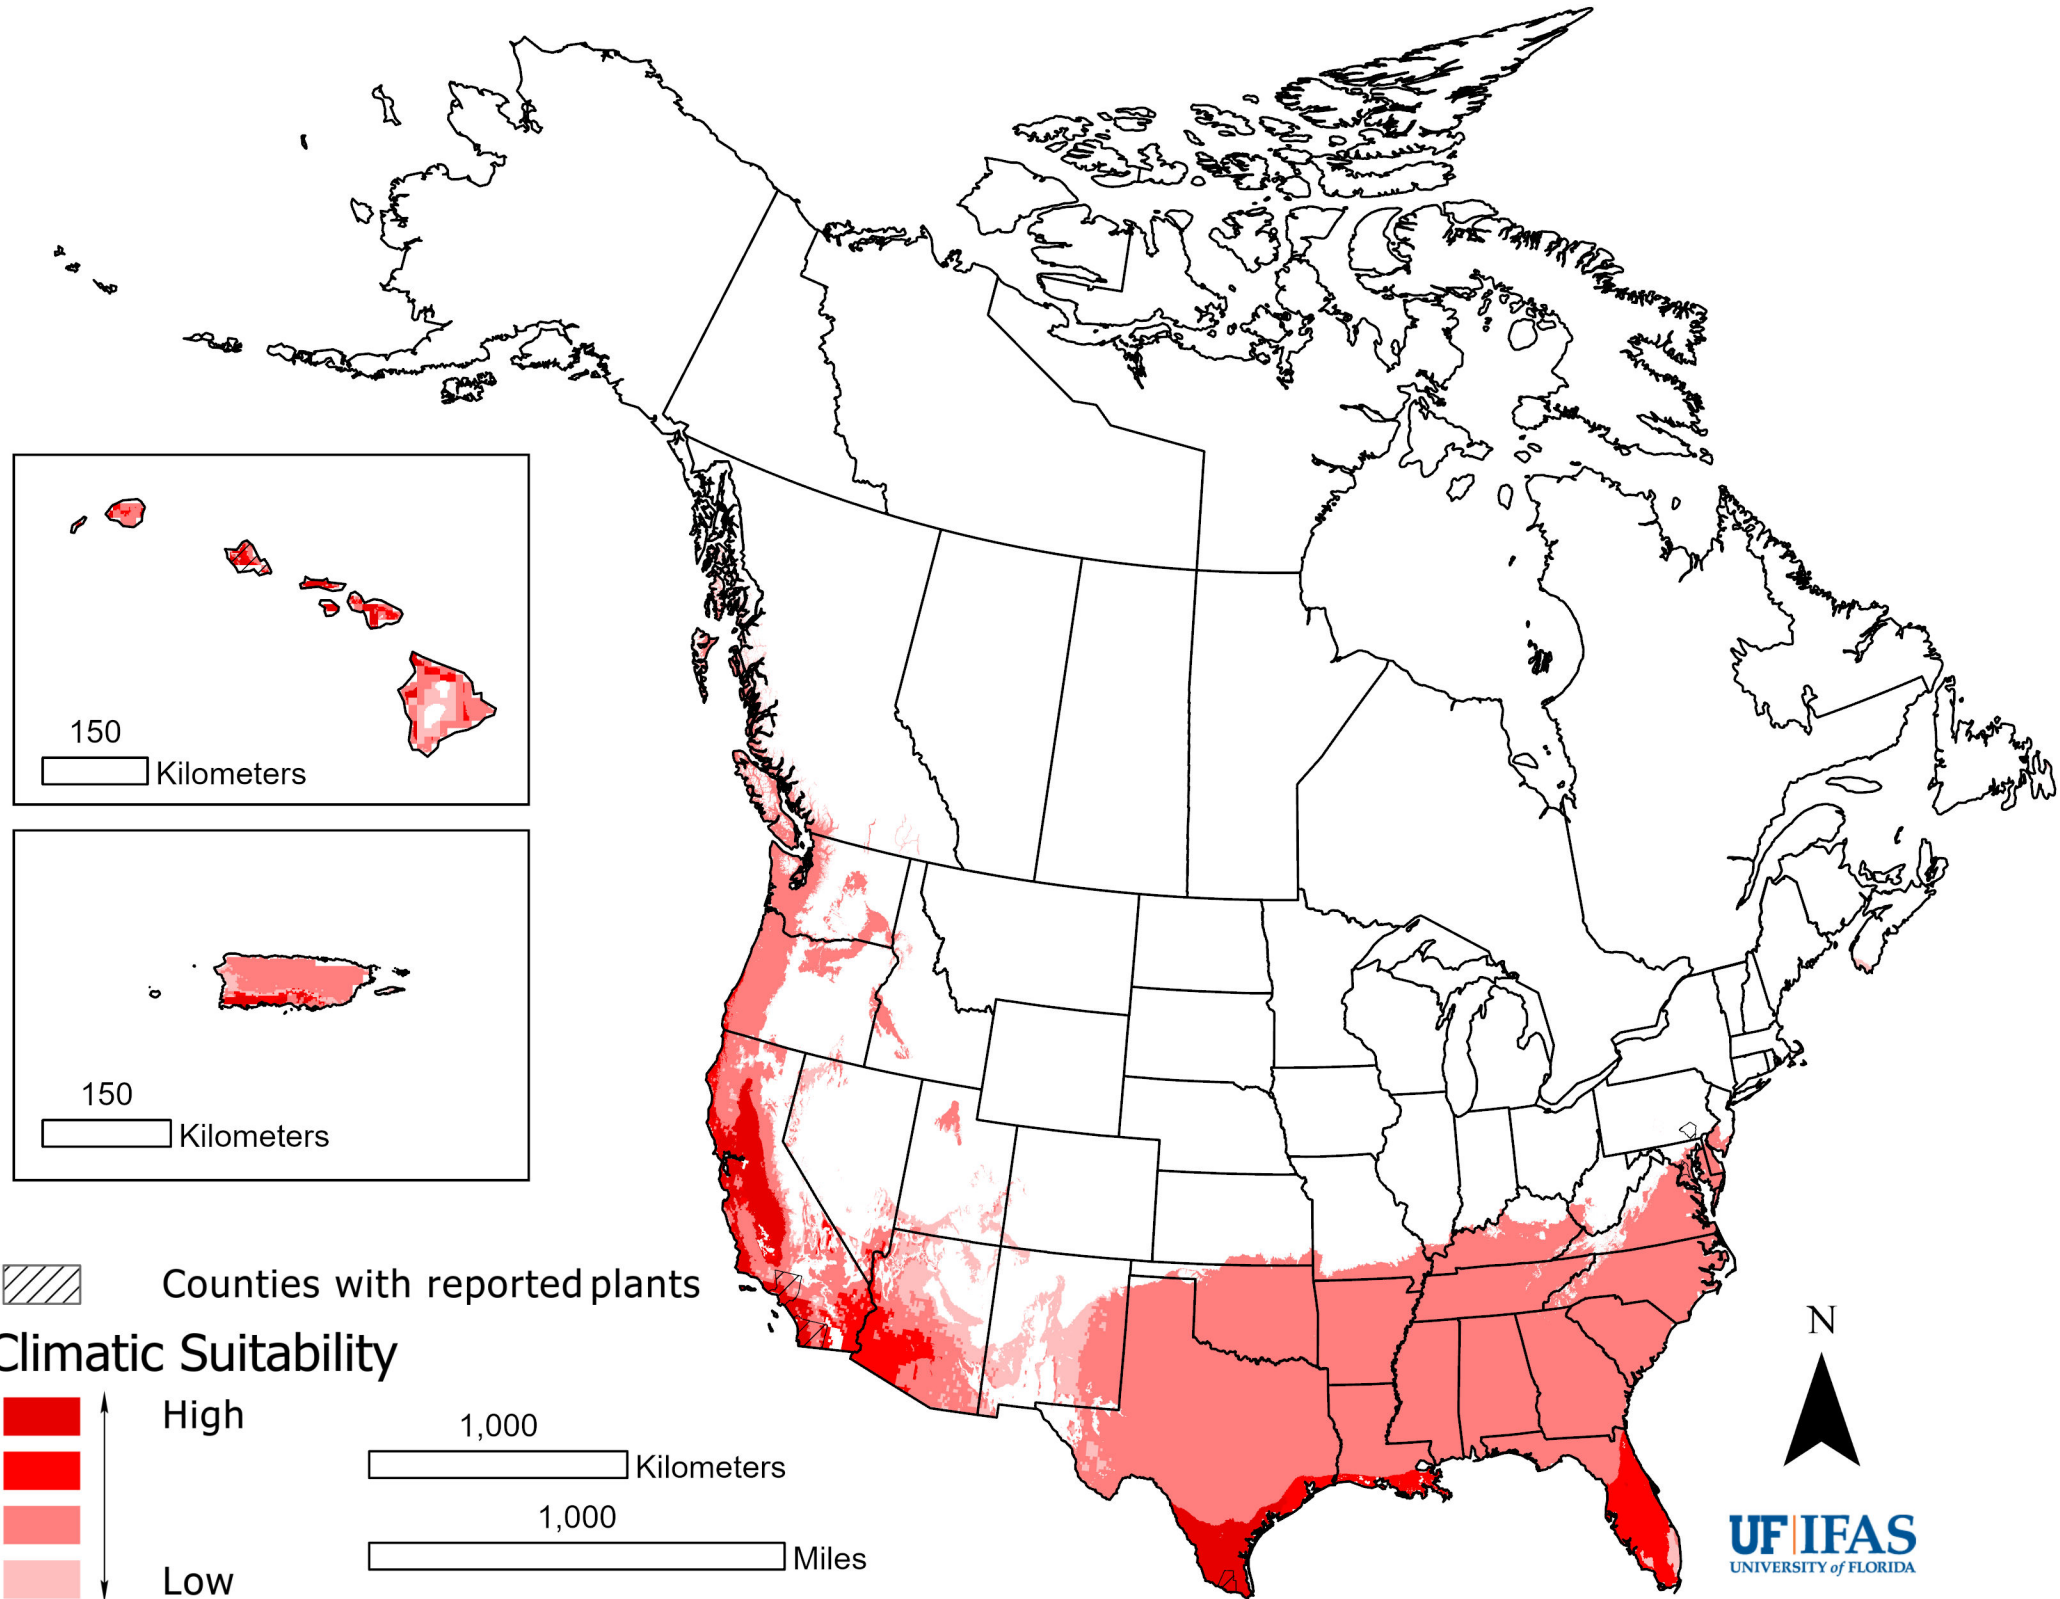 150
Kilometers
150
Kilometers
Counties with reported plants
Climatic Suitability
High
Low
1,000
Kilometers
1,000
Miles
N
UF|IFAS
UNIVERSITY of FLORIDA